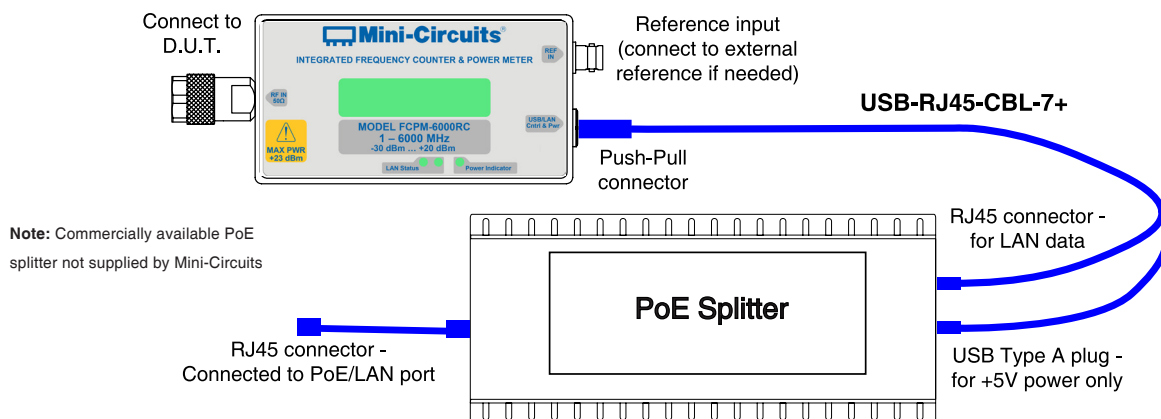 Connect to
D.U.T.
Mini-Circuits®
INTEGRATED FREQUENCY COUNTER & POWER METER
REF
IN
RF IN
50Ω
USB/LAN
Cntrl & Pwr
MAX PWR
+23 dBm
MODEL FCPM-6000RC
1 – 6000 MHz
-30 dBm ... +20 dBm
LAN Status
Power Indicator
Reference input
(connect to external
reference if needed)
USB-RJ45-CBL-7+
Push-Pull
connector
RJ45 connector -
for LAN data
Note: Commercially available PoE
splitter not supplied by Mini-Circuits
PoE Splitter
RJ45 connector -
Connected to PoE/LAN port
USB Type A plug -
for +5V power only